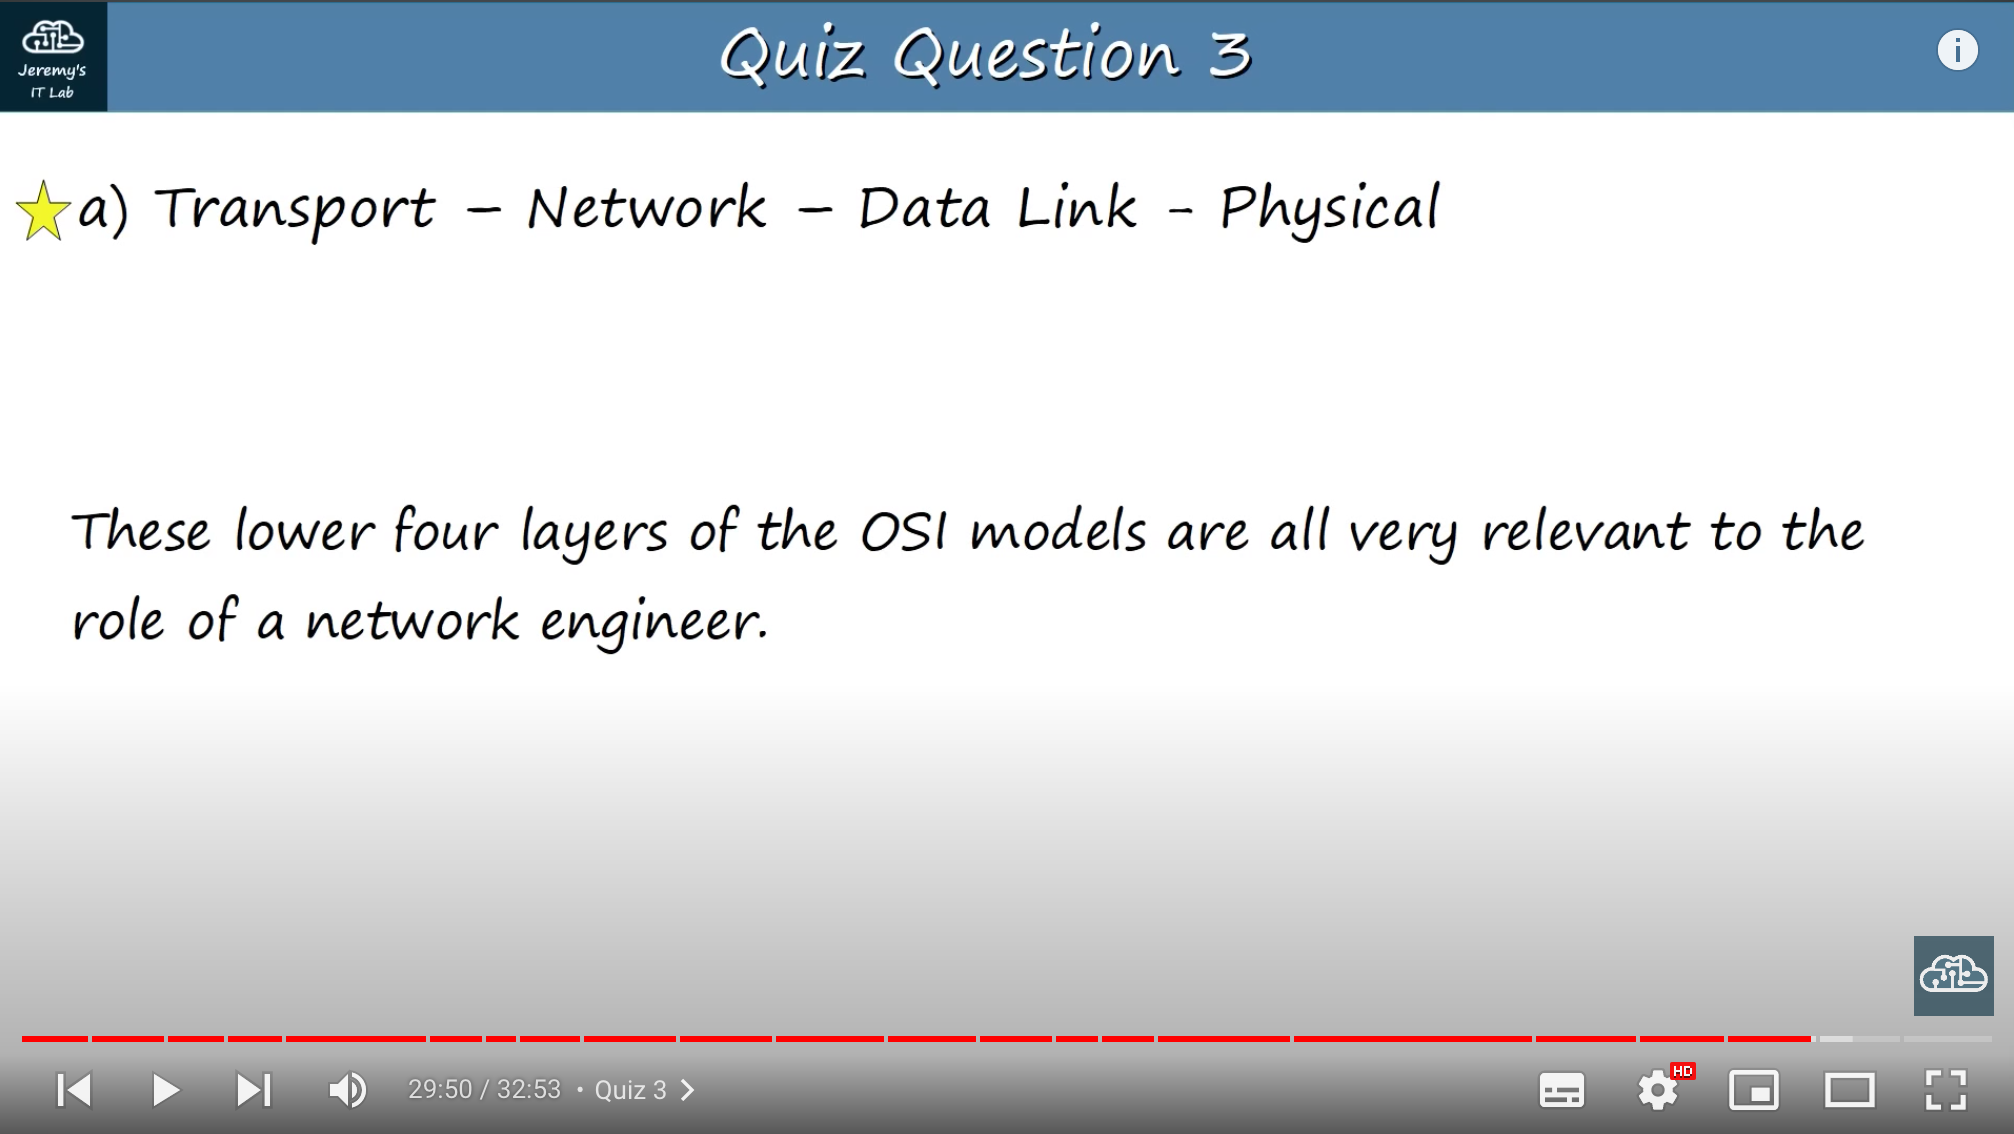 Jeremy's
IT Lab
Quiz Question 3
a) Transport – Network – Data Link - Physical
These lower four layers of the OSI models are all very relevant to the
role of a network engineer.
29:50 / 32:53 • Quiz 3
HD